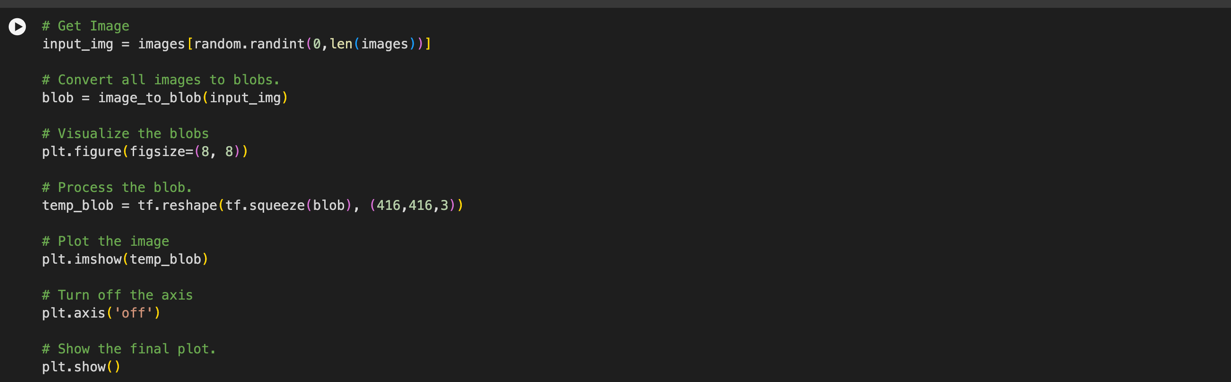 # Get Image
input_img = images[random.randint(0,len(images))]
# Convert all images to blobs.
blob = image_to_blob(input_img)
# Visualize the blobs
plt.figure(figsize=(8, 8))
# Process the blob.
temp_blob = tf.reshape(tf.squeeze(blob), (416,416,3))
# Plot the image
plt.imshow(temp_blob)
# Turn off the axis
plt.axis('off')
# Show the final plot.
plt.show()